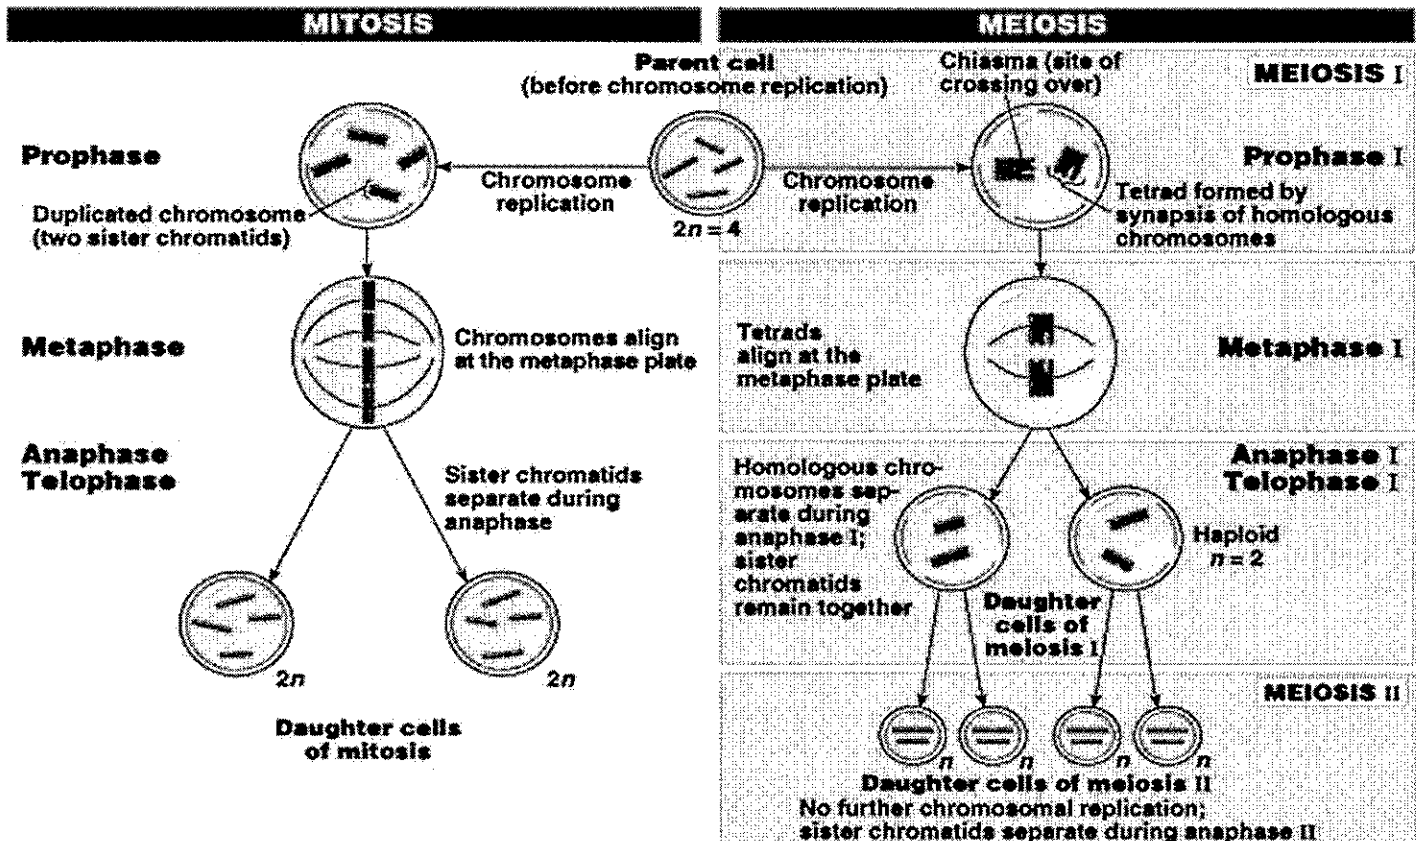 MITOSIS
MEIOSIS
Parent cell
(before chromosome replication)
Chiasma (site of
crossing over)
MEIOSIS I
Prophase
Prophase I
Chromosome
replication
Chromosome
replication
Duplicated chromosome
(two sister chromatids)
2n = 4
Tetrad formed by
synapsis of homologous
chromosomes
Metaphase
Chromosomes align
at the metaphase plate
Tetrads
align at the
metaphase plate
Metaphase I
Anaphase
Telophase
Sister chromatids
separate during
anaphase
Homologous chro-
mosomes sep-
arate during
anaphase I;
sister
chromatids
remain together
Anaphase I
Telophase I
Haploid
n = 2
Daughter
cells of
meiosis I
2n
2n
Daughter cells
of mitosis
MEIOSIS II
n
n
n
n
Daughter cells of meiosis II
No further chromosomal replication;
sister chromatids separate during anaphase II